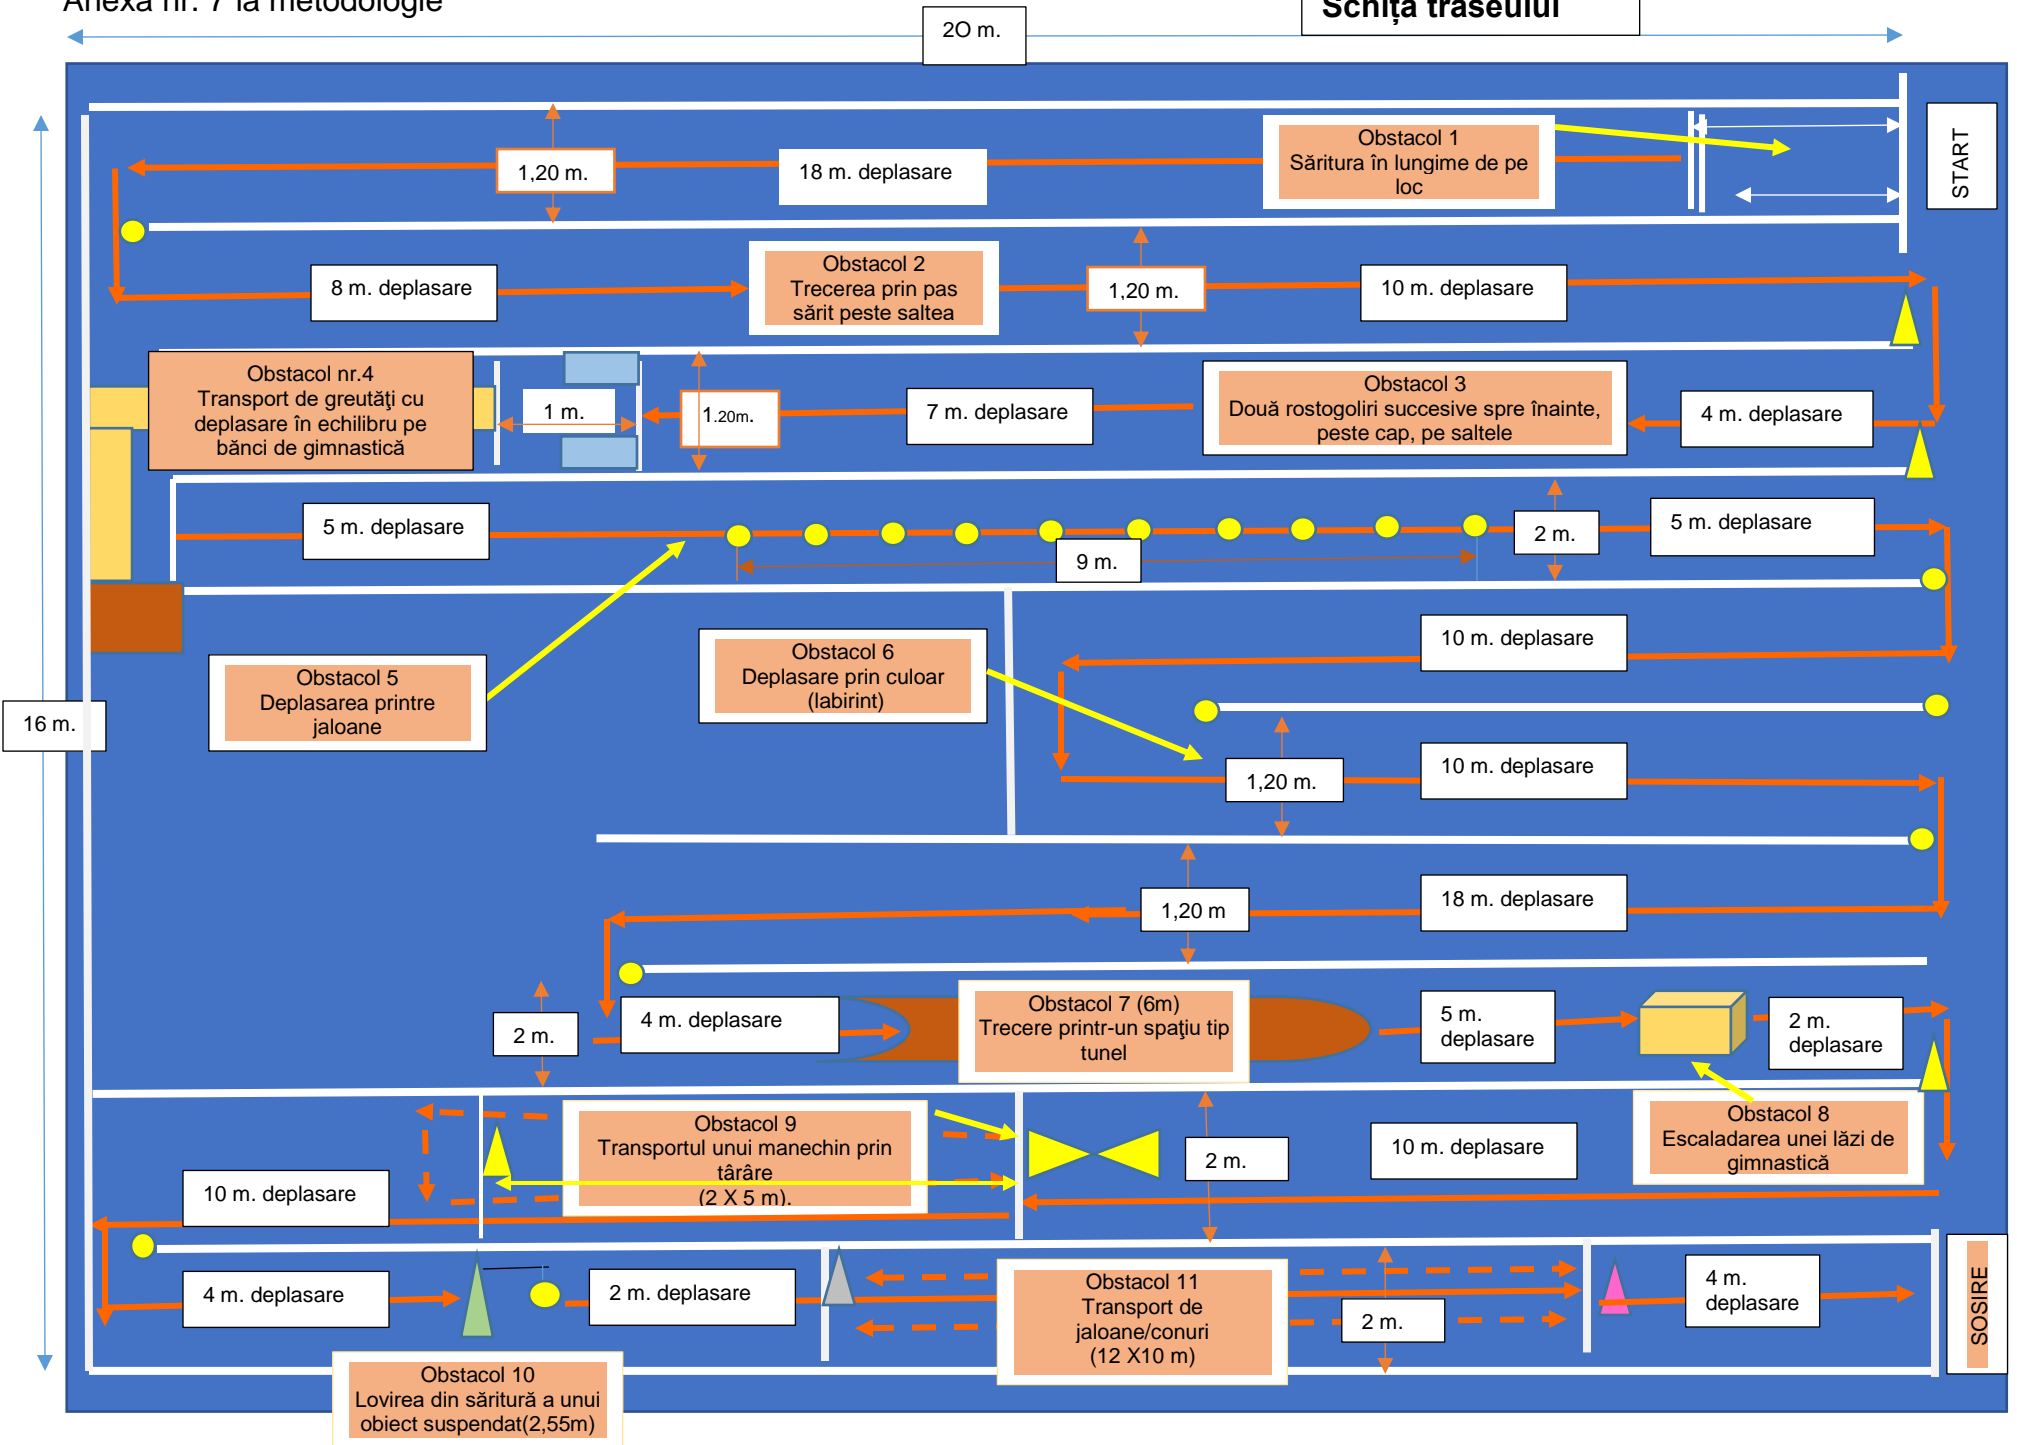 Anexa nr. 7 la metodologie
Schița traseului
2O m.
START
Obstacol 1
Săritura în lungime de pe
loc
1,20 m.
18 m. deplasare
8 m. deplasare
Obstacol 2
Trecerea prin pas
sărit peste saltea
1,20 m.
10 m. deplasare
Obstacol nr.4
Transport de greutăţi cu
deplasare în echilibru pe
bănci de gimnastică
1 m.
1.20m.
7 m. deplasare
Obstacol 3
Două rostogoliri succesive spre înainte,
peste cap, pe saltele
4 m. deplasare
5 m. deplasare
9 m.
2 m.
5 m. deplasare
Obstacol 5
Deplasarea printre
jaloane
Obstacol 6
Deplasare prin culoar
(labirint)
10 m. deplasare
16 m.
1,20 m.
10 m. deplasare
1,20 m
18 m. deplasare
2 m.
4 m. deplasare
Obstacol 7 (6m)
Trecere printr-un spaţiu tip
tunel
5 m.
deplasare
2 m.
deplasare
Obstacol 8
Escaladarea unei lăzi de
gimnastică
10 m. deplasare
Obstacol 9
Transportul unui manechin prin
târâre
(2 X 5 m).
2 m.
10 m. deplasare
4 m. deplasare
2 m. deplasare
Obstacol 11
Transport de
jaloane/conuri
(12 X10 m)
2 m.
4 m.
deplasare
SOSIRE
Obstacol 10
Lovirea din săritură a unui
obiect suspendat(2,55m)